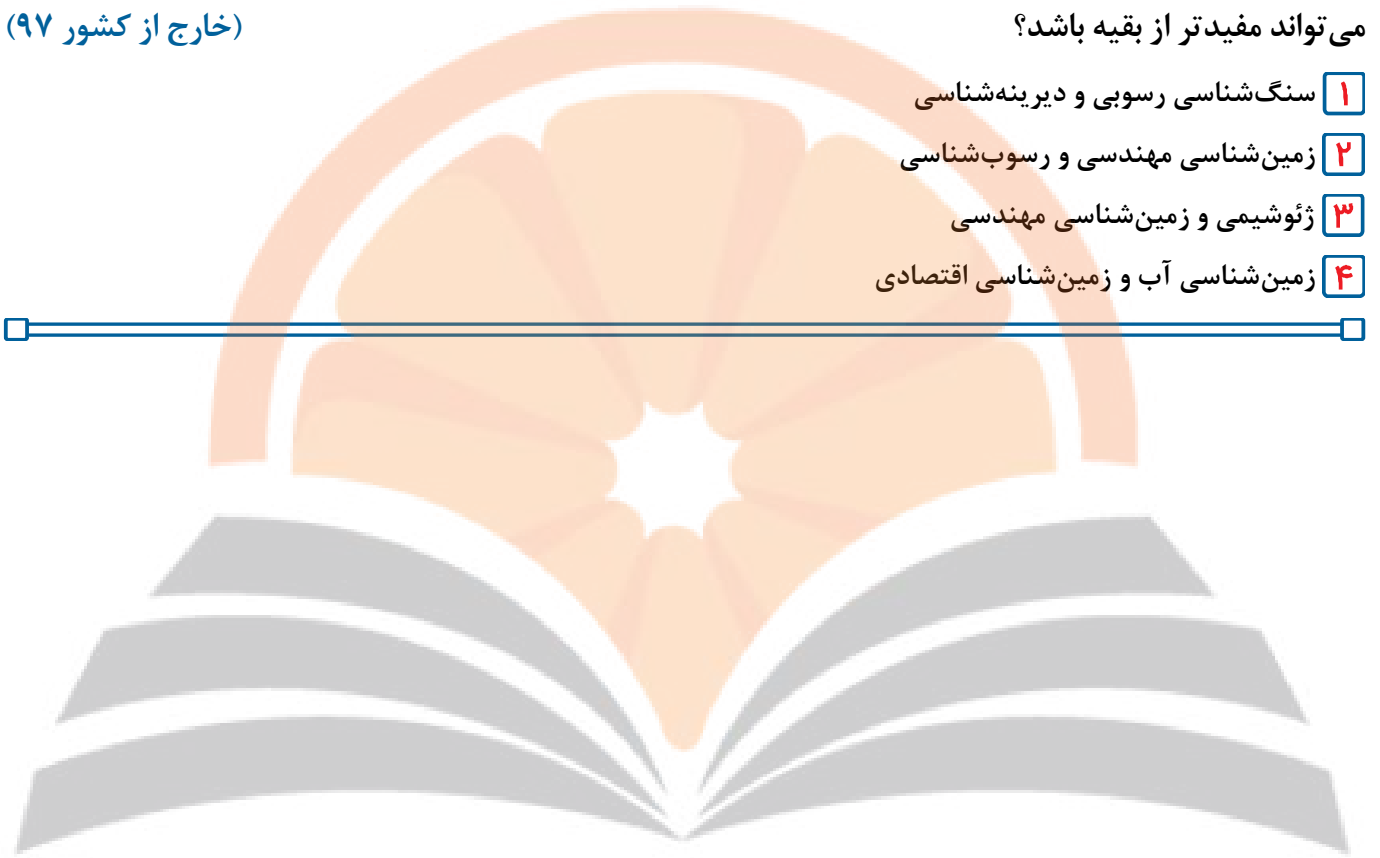 می‌تواند مفیدتر از بقیه باشد؟ (خارج از کشور ۹۷)
۱ سنگ‌شناسی رسوبی و دیرینه‌شناسی
۲ زمین‌شناسی مهندسی و رسوب‌شناسی
۳ ژئوشیمی و زمین‌شناسی مهندسی
۴ زمین‌شناسی آب و زمین‌شناسی اقتصادی